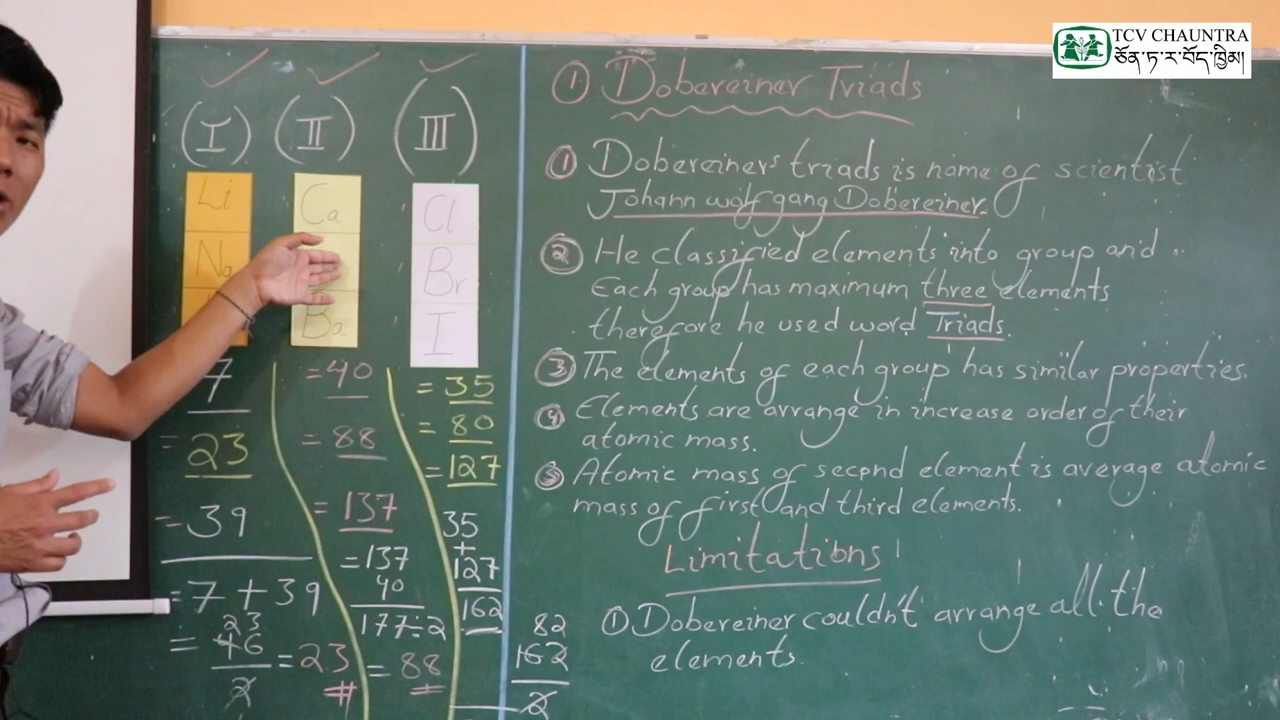 TCV CHAUNTRA
ཙོན་ཏ་ར་བོད་ཁྱིམ།
(I) (II) (III)
Li
Na
Ca
Ba
Cl
Br
I
7
= 23
= 39
= 7 + 39
23
= 46
2
= 23
= 40
= 88
= 137
= 137
40
177 ÷ 2
= 88
= 35
= 80
= 127
35
+
127
162
82
162
2
① Dobereiner Triads
① Dobereiner's triads is name of scientist
Johann wolf gang Dobereiner.
② He classified elements into group and
Each group has maximum three elements
therefore he used word Triads.
③ The elements of each group has similar properties.
④ Elements are arrange in increase order of their
atomic mass.
⑤ Atomic mass of second element is average atomic
mass of first and third elements.
Limitations
① Dobereiner couldn't arrange all the
elements.